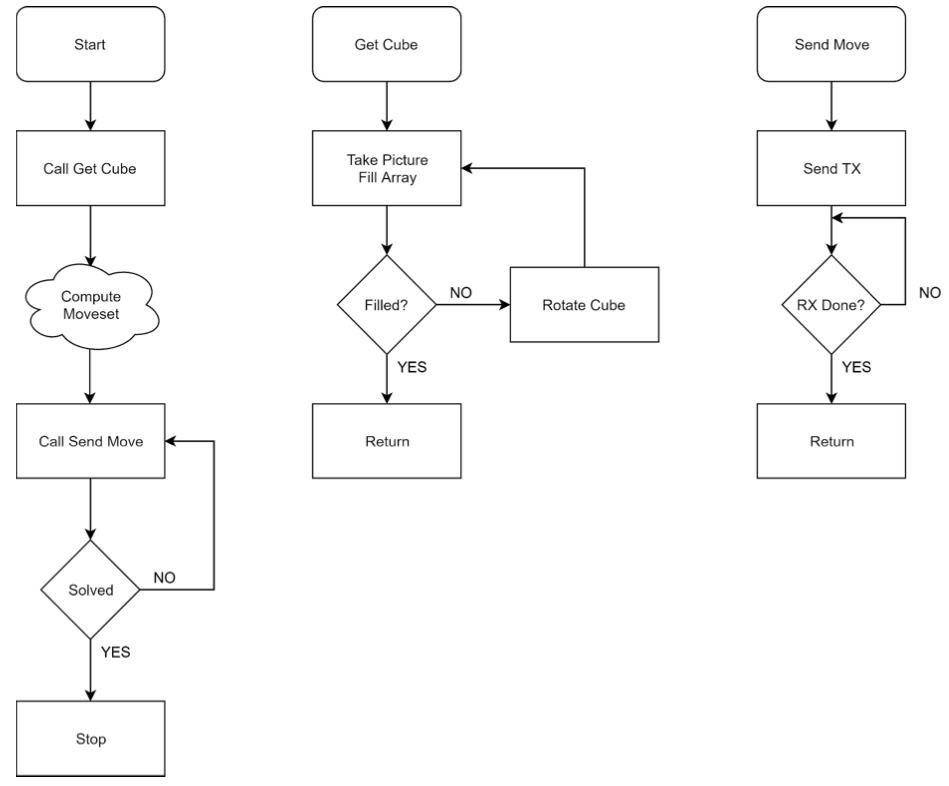 Start
Call Get Cube
Compute
Moveset
Call Send Move
Solved
NO
YES
Stop
Get Cube
Take Picture
Fill Array
Filled?
NO
Rotate Cube
YES
Return
Send Move
Send TX
RX Done?
NO
YES
Return